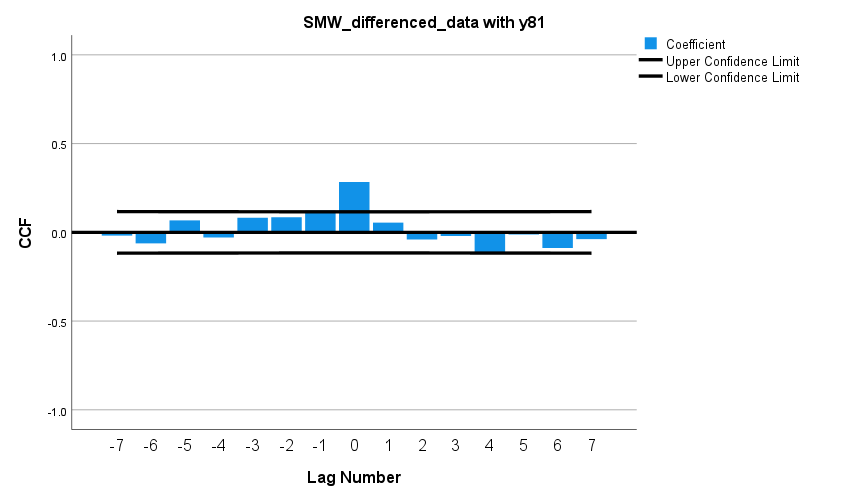 SMW_differenced_data with y81
Coefficient
Upper Confidence Limit
Lower Confidence Limit
1.0
0.5
0.0
-0.5
-1.0
CCF
-7 -6 -5 -4 -3 -2 -1 0 1 2 3 4 5 6 7
Lag Number